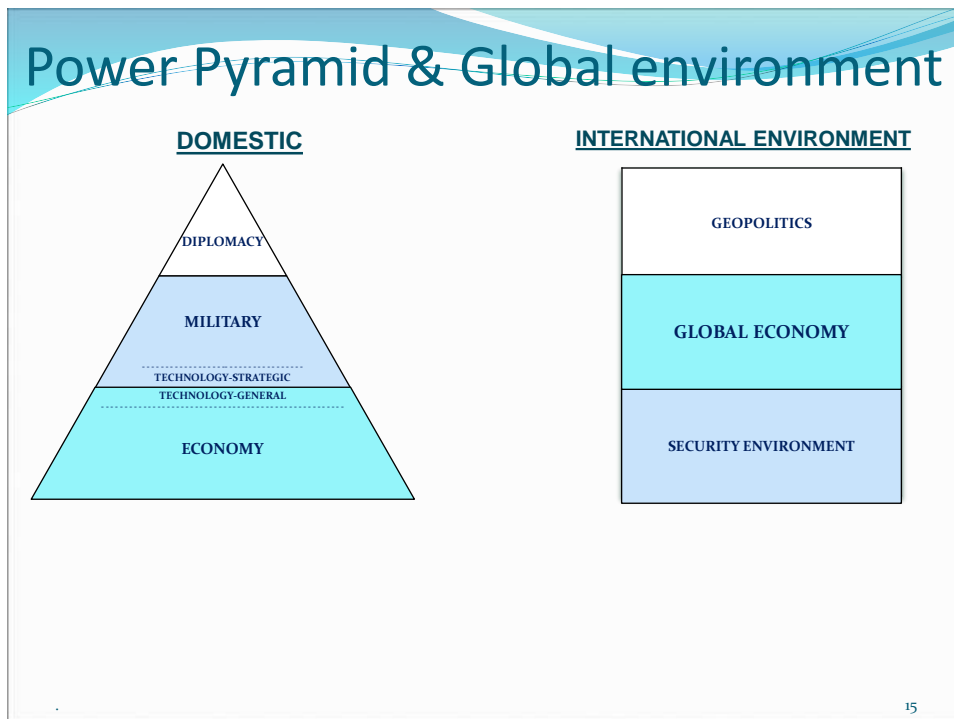 Power Pyramid & Global environment
DOMESTIC
DIPLOMACY
MILITARY
TECHNOLOGY-STRATEGIC
TECHNOLOGY-GENERAL
ECONOMY
INTERNATIONAL ENVIRONMENT
GEOPOLITICS
GLOBAL ECONOMY
SECURITY ENVIRONMENT
.
15